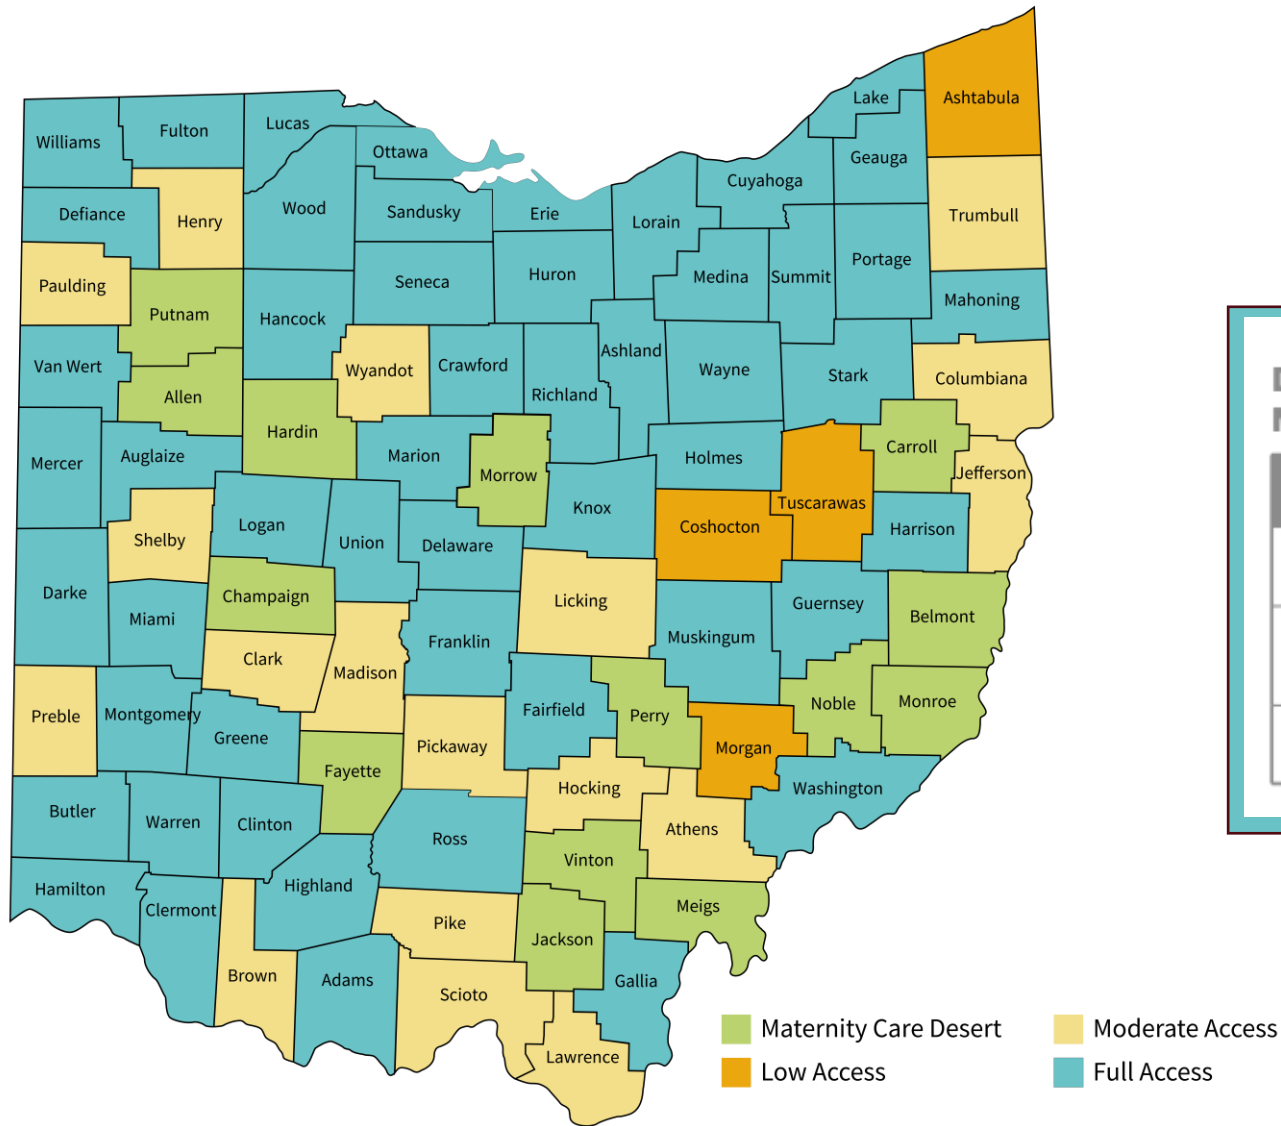 Ashtabula
Lake
Lucas
Fulton
Williams
Ottawa
Geauga
Cuyahoga
Wood
Sandusky
Erie
Lorain
Trumbull
Defiance
Henry
Portage
Medina
Summit
Huron
Seneca
Paulding
Mahoning
Putnam
Hancock
Ashland
Van Wert
Wyandot
Crawford
Wayne
Stark
Columbiana
Richland
Allen
Hardin
Carroll
Mercer
Auglaize
Marion
Morrow
Holmes
Jefferson
Knox
Tuscarawas
Coshocton
Harrison
Logan
Shelby
Union
Delaware
Darke
Champaign
Licking
Guernsey
Belmont
Miami
Franklin
Muskingum
Clark
Madison
Preble
Montgomery
Fairfield
Perry
Noble
Monroe
Greene
Pickaway
Morgan
Fayette
Hocking
Washington
Butler
Warren
Clinton
Ross
Athens
Vinton
Hamilton
Highland
Clermont
Pike
Meigs
Jackson
Brown
Adams
Scioto
Gallia
Lawrence
Maternity Care Desert
Moderate Access
Low Access
Full Access